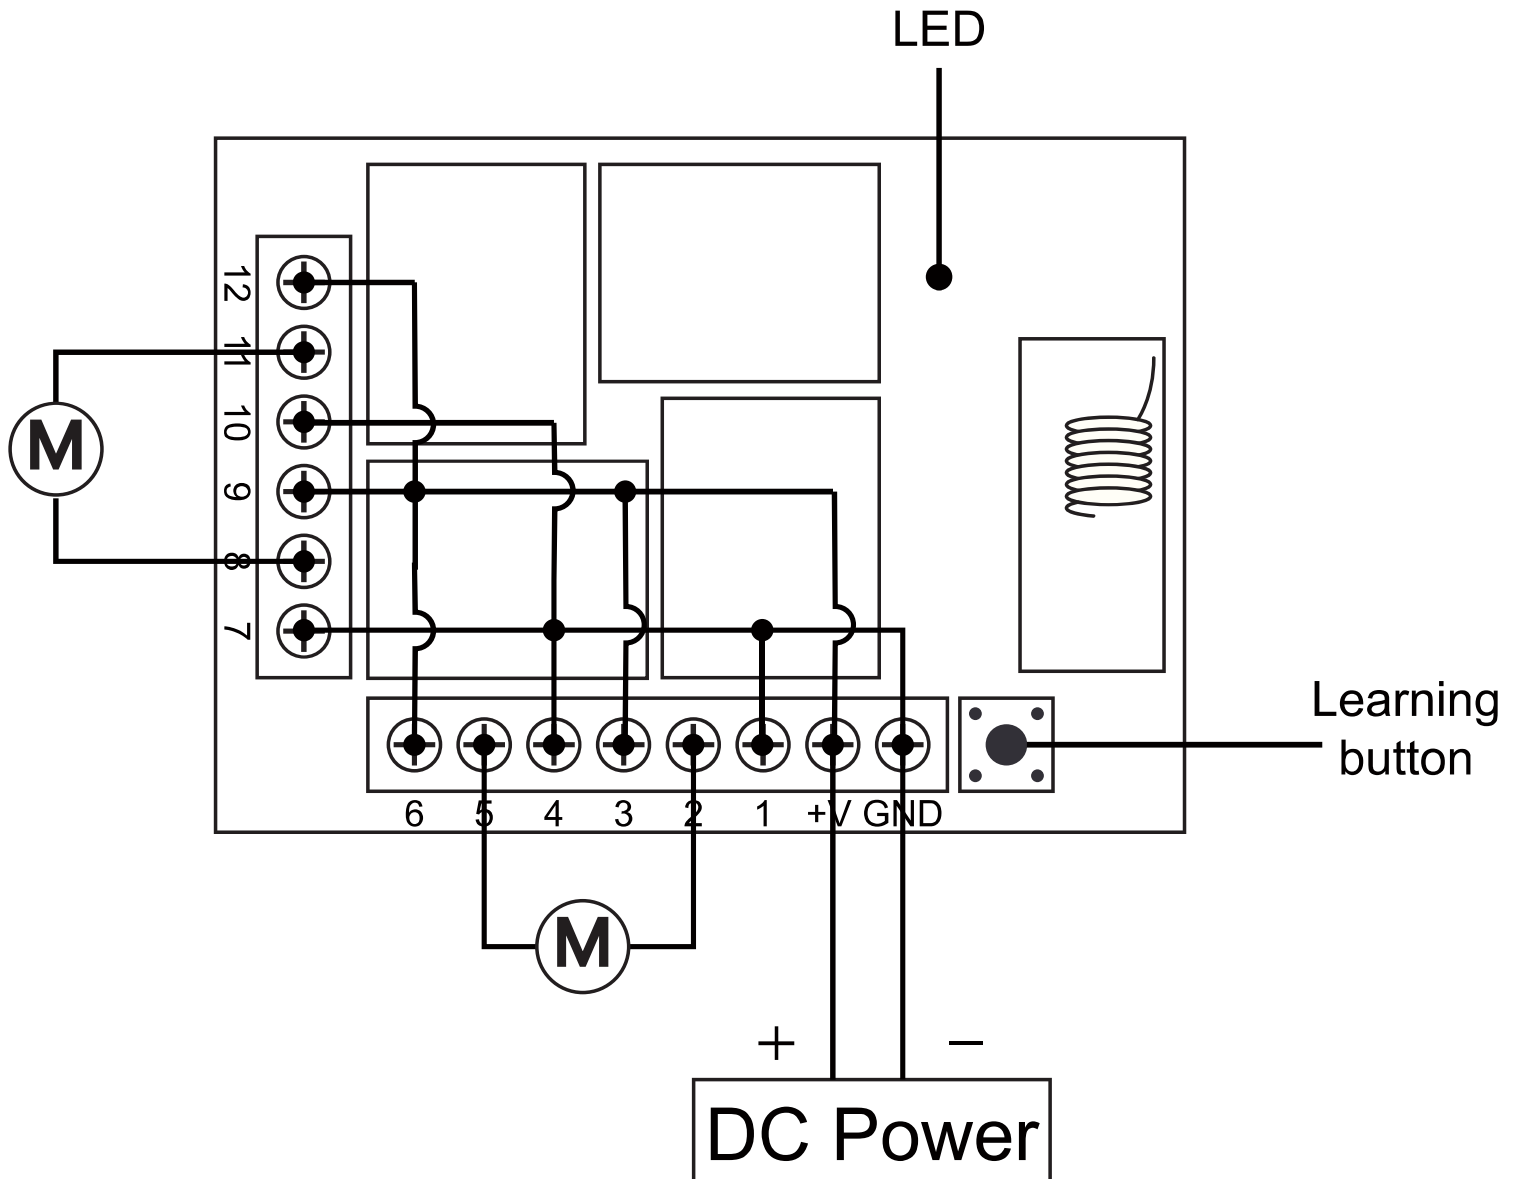 LED
12
11
10
9
8
7
M
Learning
button
6 5 4 3 2 1 +V GND
M
+ −
DC Power